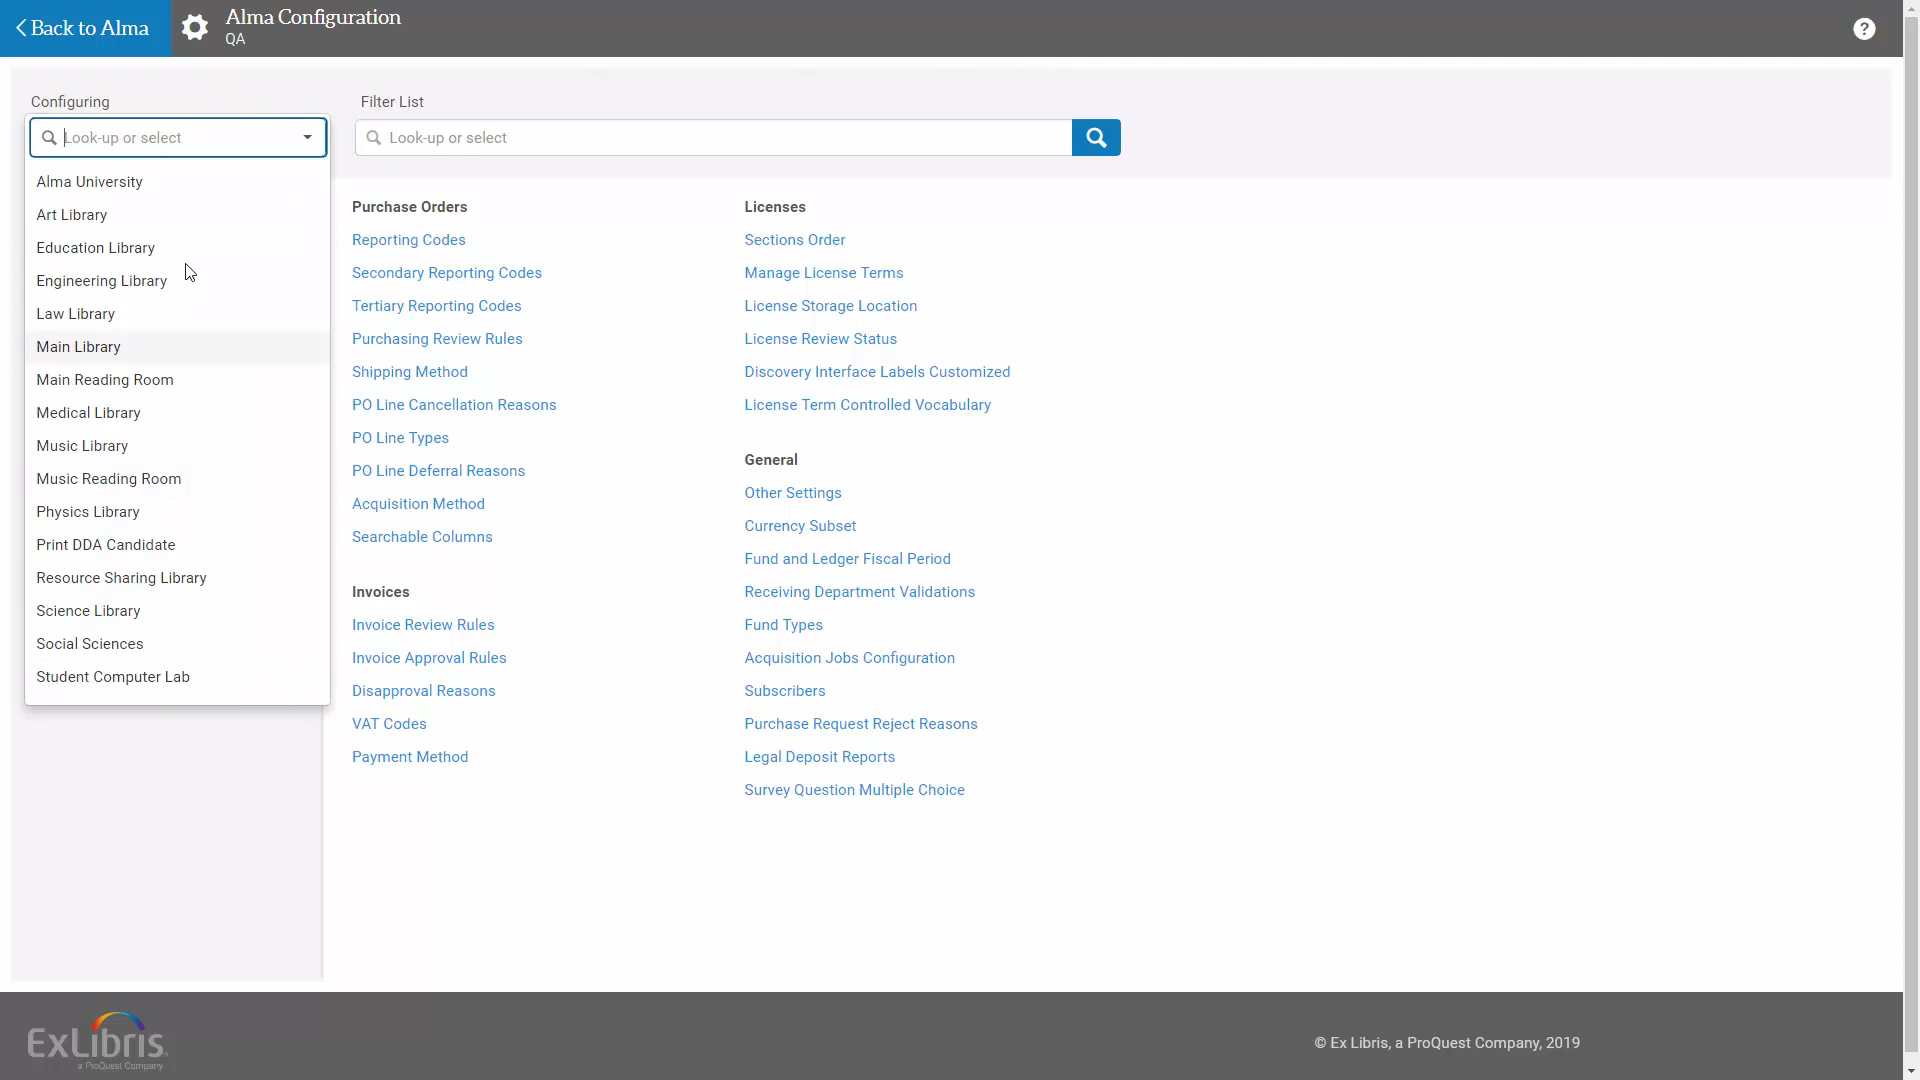 Back to Alma
Alma Configuration
QA
?
Configuring
Look-up or select
Alma University
Art Library
Education Library
Engineering Library
Law Library
Main Library
Main Reading Room
Medical Library
Music Library
Music Reading Room
Physics Library
Print DDA Candidate
Resource Sharing Library
Science Library
Social Sciences
Student Computer Lab
Filter List
Look-up or select
Purchase Orders
Reporting Codes
Secondary Reporting Codes
Tertiary Reporting Codes
Purchasing Review Rules
Shipping Method
PO Line Cancellation Reasons
PO Line Types
PO Line Deferral Reasons
Acquisition Method
Searchable Columns
Invoices
Invoice Review Rules
Invoice Approval Rules
Disapproval Reasons
VAT Codes
Payment Method
Licenses
Sections Order
Manage License Terms
License Storage Location
License Review Status
Discovery Interface Labels Customized
License Term Controlled Vocabulary
General
Other Settings
Currency Subset
Fund and Ledger Fiscal Period
Receiving Department Validations
Fund Types
Acquisition Jobs Configuration
Subscribers
Purchase Request Reject Reasons
Legal Deposit Reports
Survey Question Multiple Choice
ExLibris
a ProQuest Company
© Ex Libris, a ProQuest Company, 2019